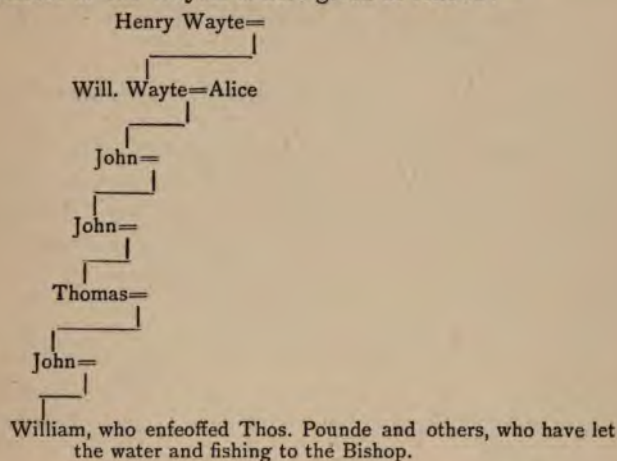 Henry Wayte=
Will. Wayte=Alice
John=
John=
Thomas=
John=
William, who enfeoffed Thos. Pounde and others, who have let
the water and fishing to the Bishop.